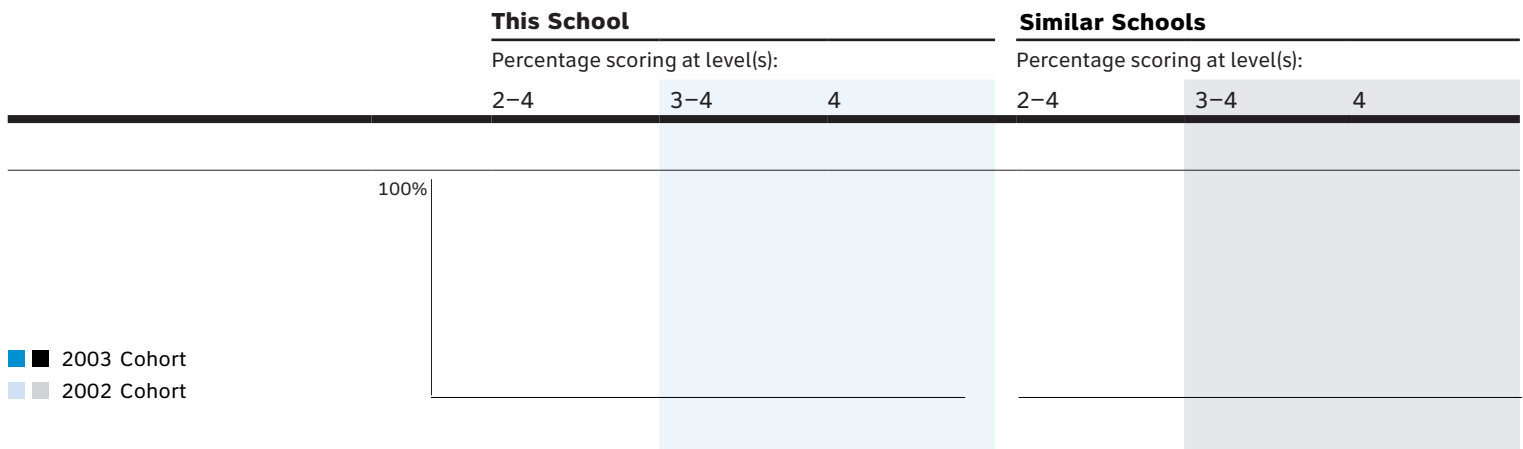 This School Similar Schools
Percentage scoring at level(s): Percentage scoring at level(s):
2–4 3–4 4 2–4 3–4 4
100%
2003 Cohort
2002 Cohort